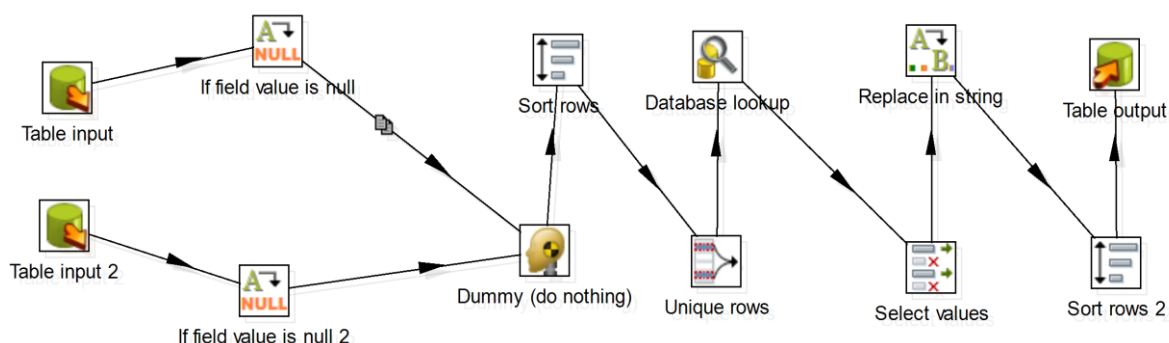 A
NULL
If field value is null
Table input
Sort rows
Database lookup
A
B
Replace in string
Table output
Table input 2
A
NULL
If field value is null 2
Dummy (do nothing)
Unique rows
Select values
Sort rows 2